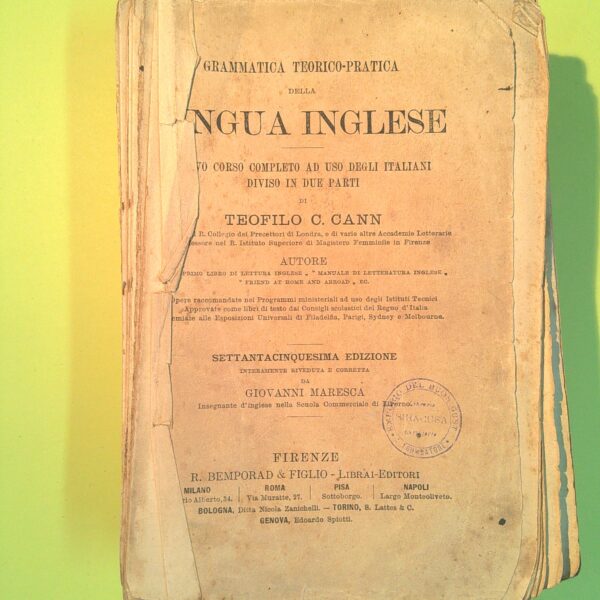 GRAMMATICA TEORICO-PRATICA
DELLA
NGUA INGLESE
VO CORSO COMPLETO AD USO DEGLI ITALIANI
DIVISO IN DUE PARTI
DI
TEOFILO C. CANN
R. Collegio dei Precettori di Londra, e di varie altre Accademie Letterarie
essore nel R. Istituto Superiore di Magistero Femminile in Firenze
AUTORE
PRIMO LIBRO DI LETTURA INGLESE „ “ MANUALE DI LETTERATURA INGLESE „
“ FRIEND AT HOME AND ABROAD „ EC.
Opere raccomandate nei Programmi ministeriali ad uso degli Istituti Tecnici
Approvate come libri di testo dai Consigli scolastici del Regno d'Italia
emiate alle Esposizioni Universali di Filadelfia, Parigi, Sydney e Melbourne.
SETTANTACINQUESIMA EDIZIONE
INTERAMENTE RIVEDUTA E CORRETTA
DA
GIOVANNI MARESCA
Insegnante d'inglese nella Scuola Commerciale di Livorno.
SIRACUSA
FONDATORE
FIRENZE
R. BEMPORAD & FIGLIO - LIBRAI-EDITORI
MILANO ROMA PISA NAPOLI
rlo Alberto, 34. Via Muratte, 27. Sottoborgo. Largo Monteoliveto.
BOLOGNA, Ditta Nicola Zanichelli. — TORINO, S. Lattes & C.
GENOVA, Edoardo Spiotti.